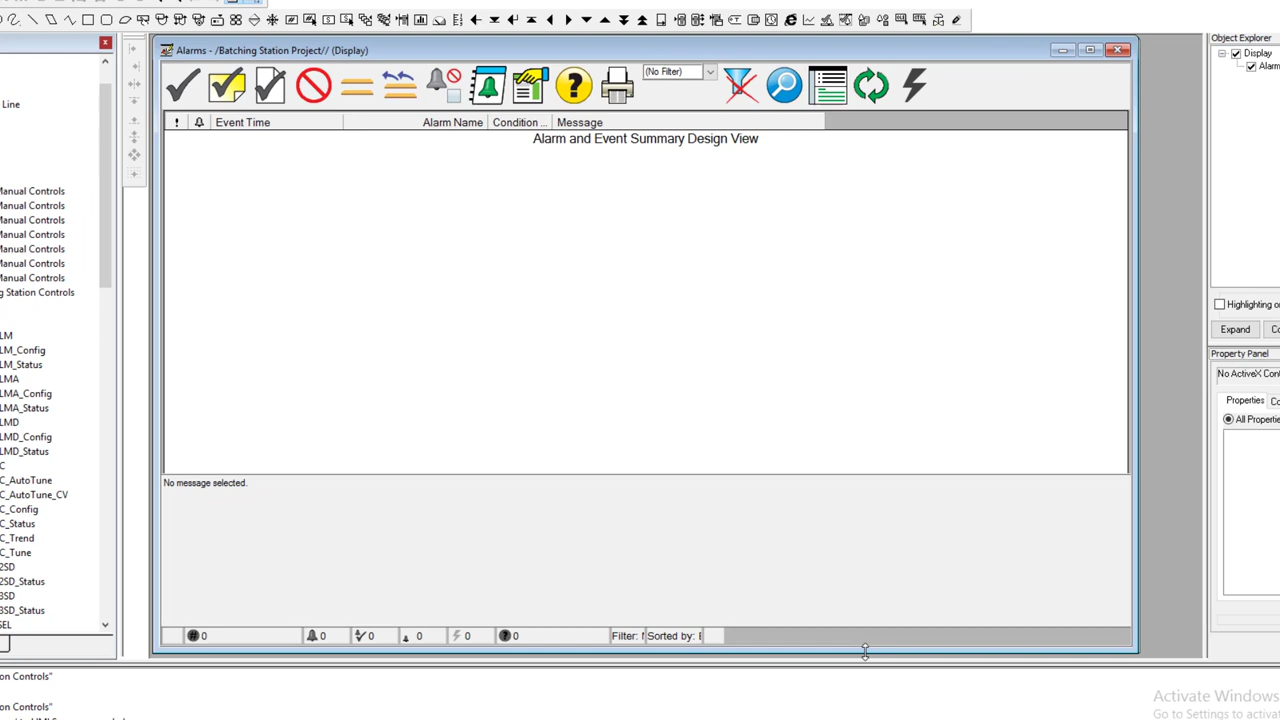 Alarms - /Batching Station Project// (Display)
Object Explorer
Display
Alarm
Line
(No Filter)
! Event Time Alarm Name Condition ... Message
Alarm and Event Summary Design View
Manual Controls
Manual Controls
Manual Controls
Manual Controls
Manual Controls
Manual Controls
Manual Controls
g Station Controls
LM
LM_Config
LM_Status
LMA
LMA_Config
LMA_Status
LMD
LMD_Config
LMD_Status
C
C_AutoTune
C_AutoTune_CV
C_Config
C_Status
C_Trend
C_Tune
2SD
2SD_Status
3SD
3SD_Status
SEL
Highlighting o
Expand Co
Property Panel
No ActiveX Cont
Properties Co
All Propertie
No message selected.
# 0 0 0 0 0 ? 0 Filter: Sorted by: E
on Controls"
on Controls"
Activate Windows
Go to Settings to activat